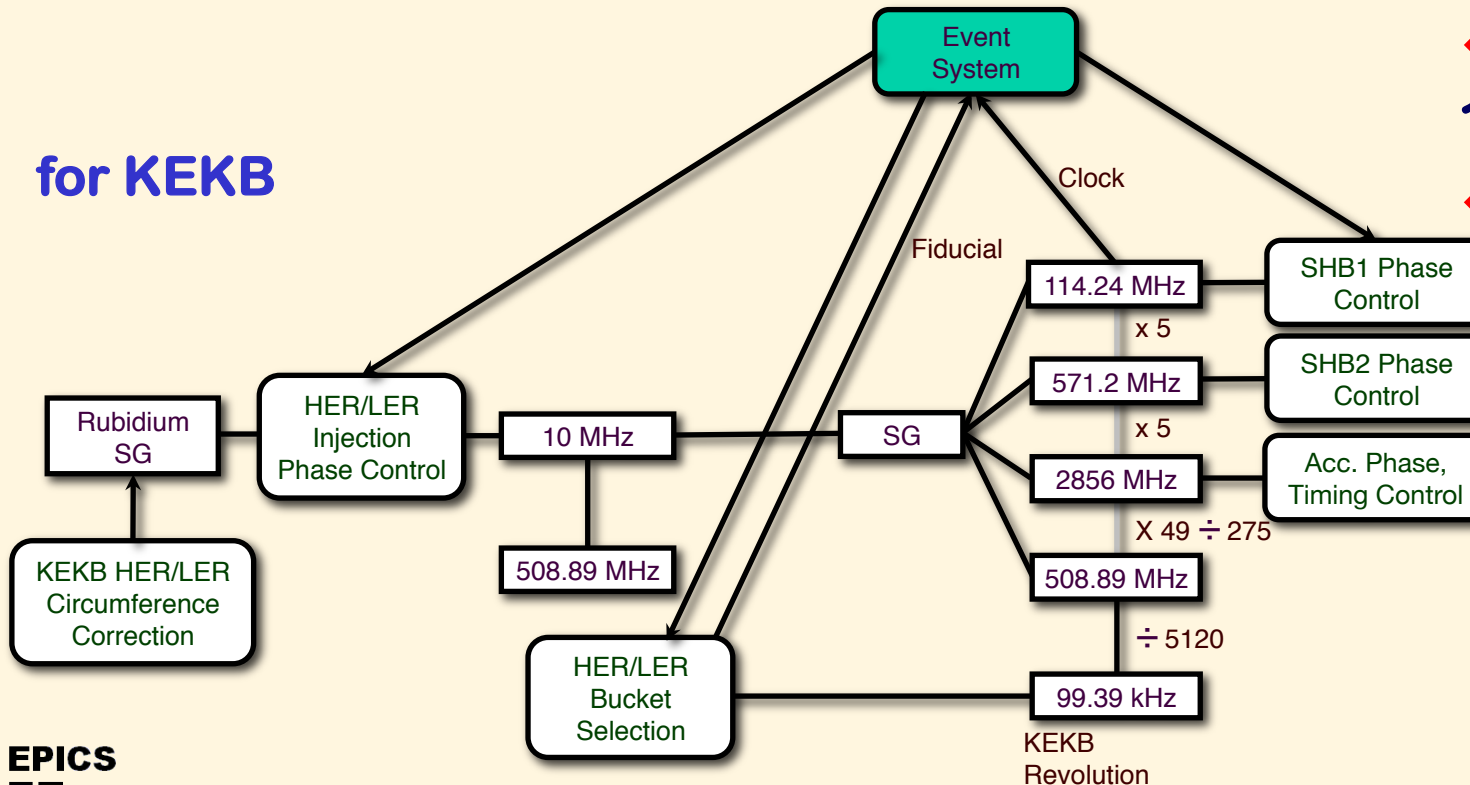 Event
System
for KEKB
Clock
Fiducial
114.24 MHz
SHB1 Phase
Control
x 5
571.2 MHz
SHB2 Phase
Control
x 5
Rubidium
SG
HER/LER
Injection
Phase Control
10 MHz
SG
2856 MHz
Acc. Phase,
Timing Control
X 49 ÷ 275
KEKB HER/LER
Circumference
Correction
508.89 MHz
508.89 MHz
÷ 5120
HER/LER
Bucket
Selection
99.39 kHz
KEKB
Revolution
EPICS